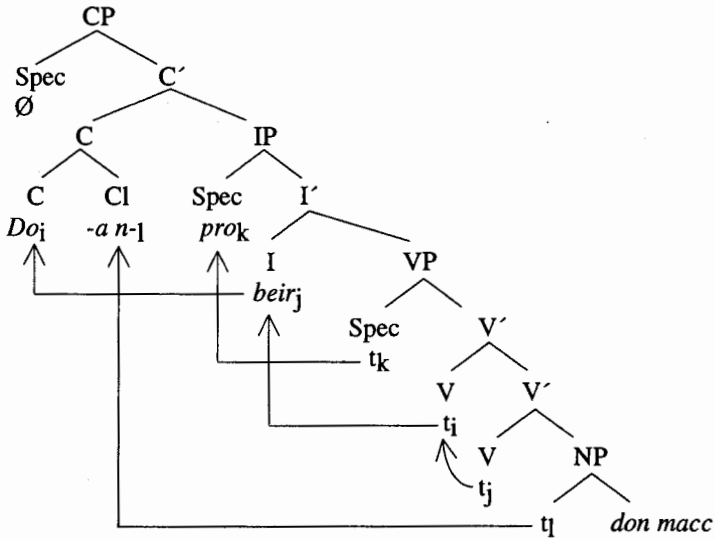 CP
Spec C´
Ø
C IP
C Cl Spec I´
Doi -a n-l prok
I VP
beirj
Spec V´
tk
V V´
ti
V NP
tj
tl don macc